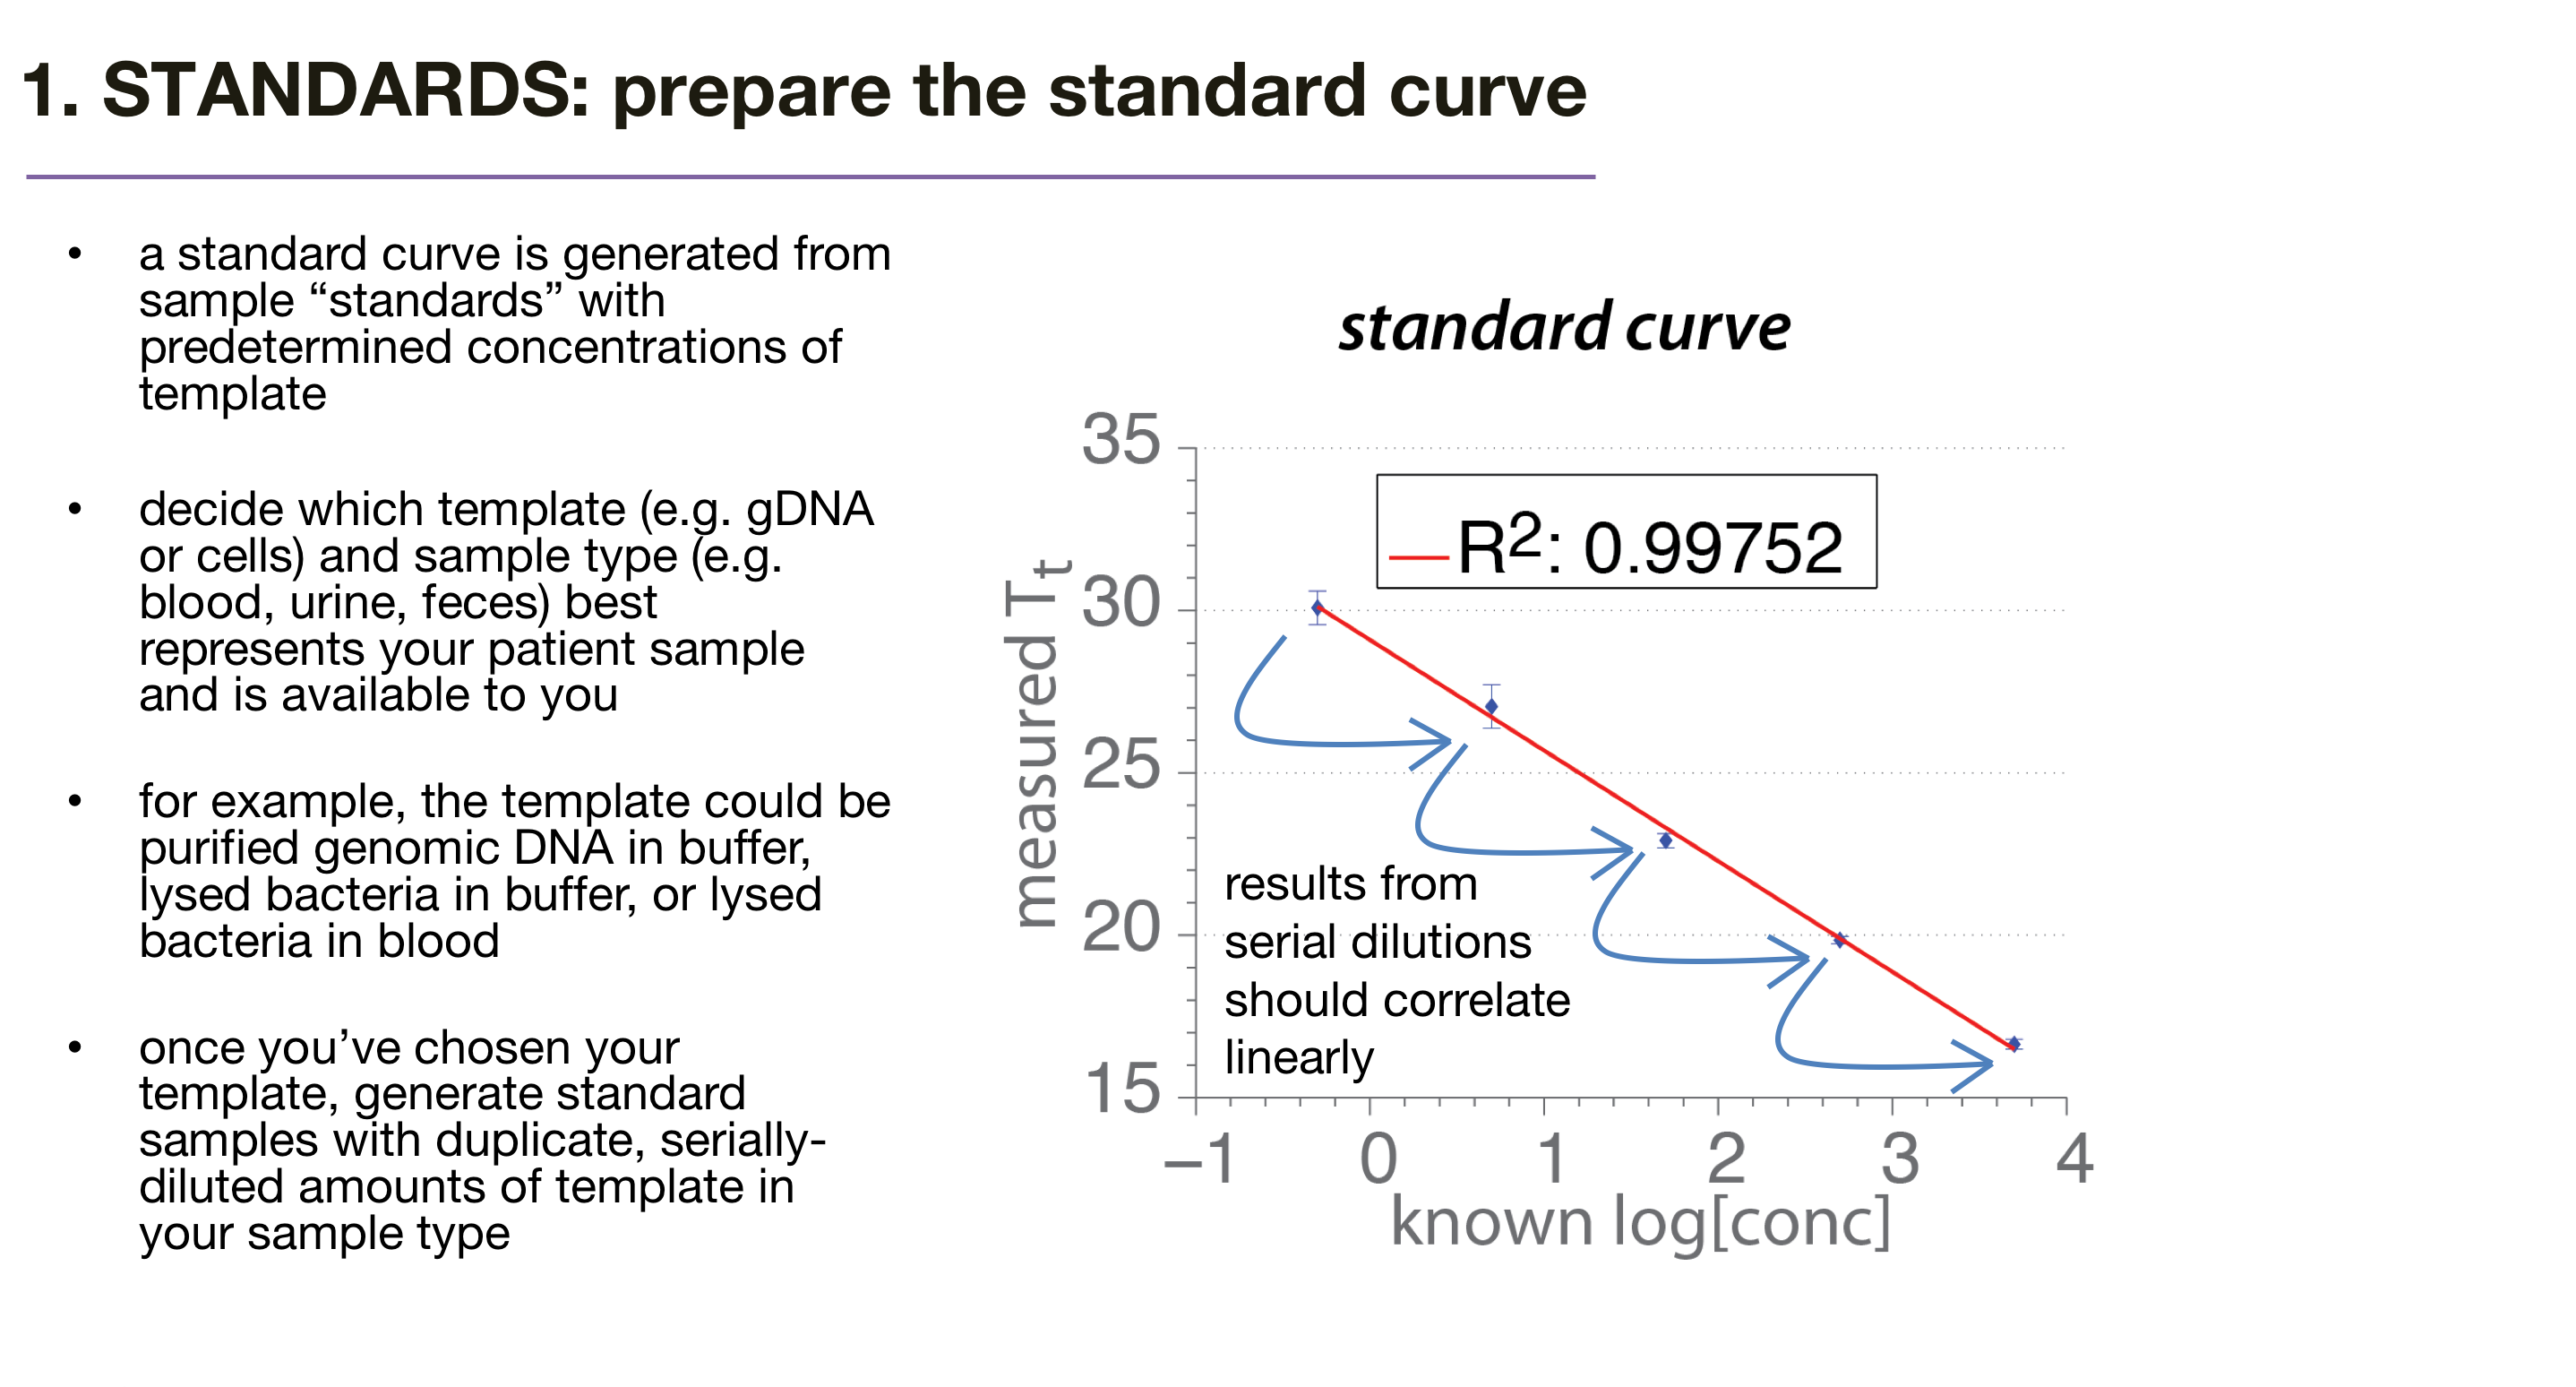 1. STANDARDS: prepare the standard curve
• a standard curve is generated from
sample “standards” with
predetermined concentrations of
template
• decide which template (e.g. gDNA
or cells) and sample type (e.g.
blood, urine, feces) best
represents your patient sample
and is available to you
• for example, the template could be
purified genomic DNA in buffer,
lysed bacteria in buffer, or lysed
bacteria in blood
• once you’ve chosen your
template, generate standard
samples with duplicate, serially-
diluted amounts of template in
your sample type
standard curve
35
30
25
20
15
measured Tt
R2: 0.99752
results from
serial dilutions
should correlate
linearly
–1 0 1 2 3 4
known log[conc]